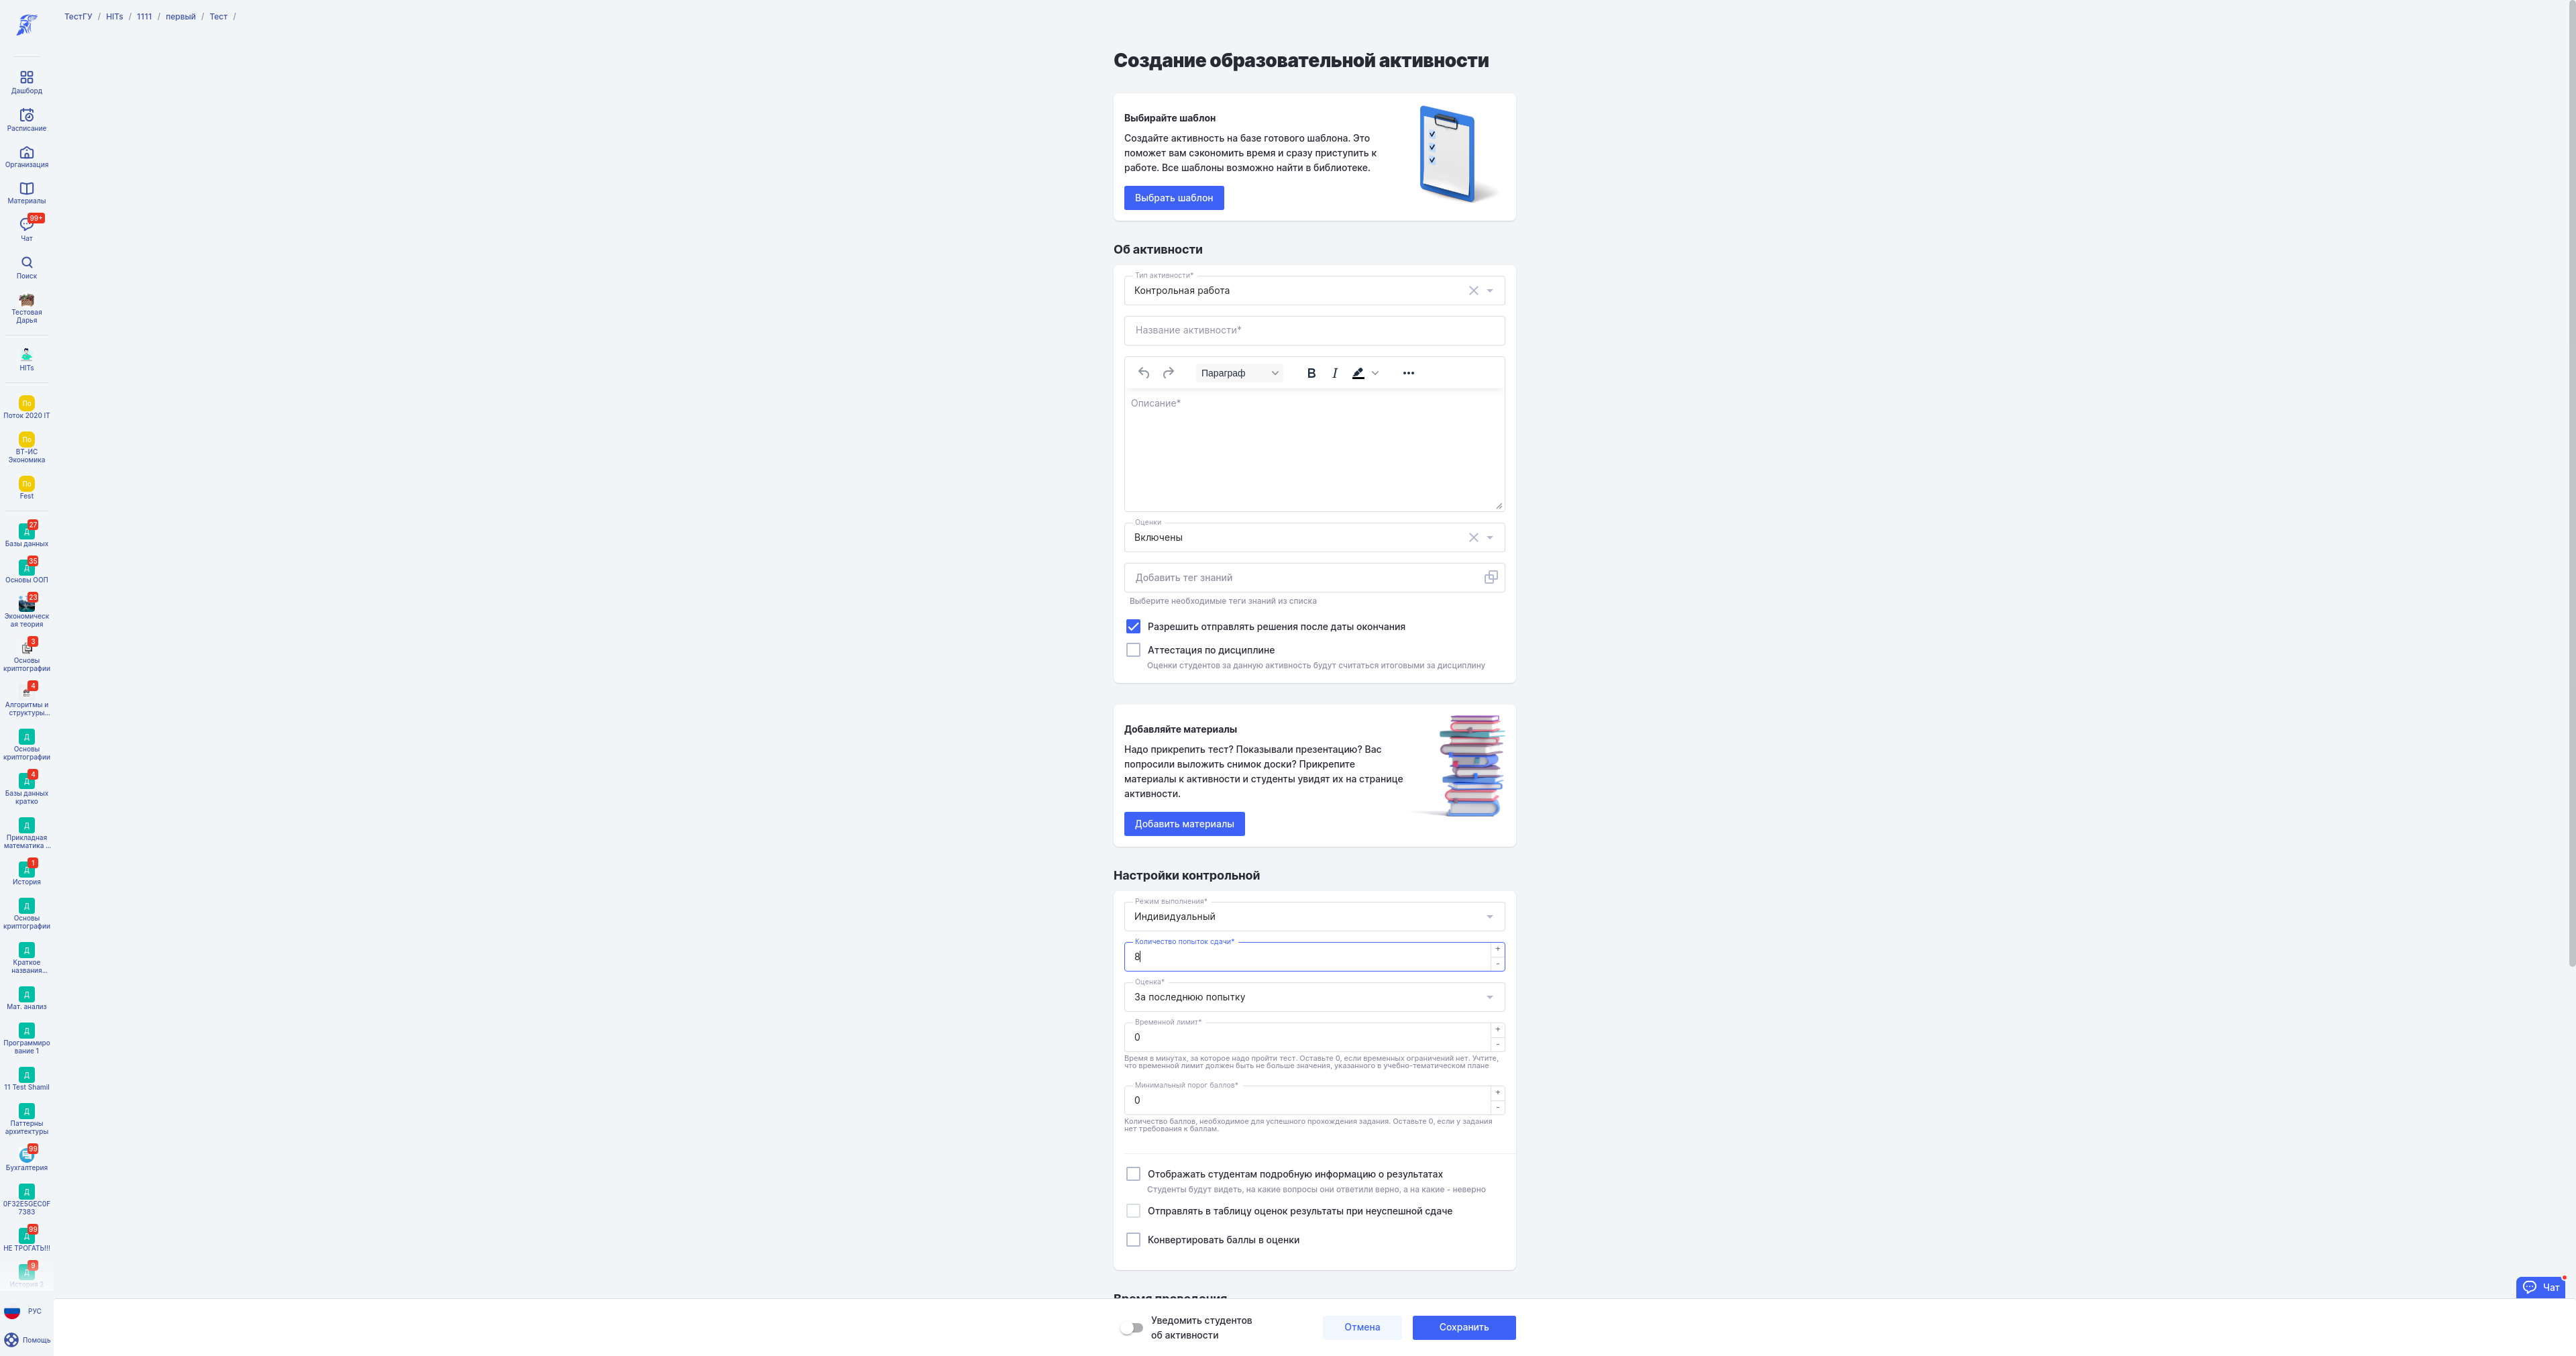 ТестГУ / HITs / 1111 / первый / Тест /
Дашборд
Расписание
Организация
Материалы
99+
Чат
Поиск
Тестовая
Дарья
HITs
По
Поток 2020 IT
По
ВТ-ИС
Экономика
По
Fest
27
Д
Базы данных
35
Д
Основы ООП
23
Экономическ
ая теория
3
Основы
криптографии
4
Алгоритмы и
структуры...
Д
Основы
криптографии
4
Д
Базы данных
кратко
Д
Прикладная
математика ...
1
Д
История
Д
Основы
криптографии
Д
Краткое
названия...
Д
Мат. анализ
Д
Программиро
вание 1
Д
11 Test Shamil
Д
Паттерны
архитектуры
99
Бухгалтерия
Д
0F32E5GEC0F
7383
99
Д
НЕ ТРОГАТЬ!!!
9
Д
История 2
РУС
Помощь
Создание образовательной активности
Выбирайте шаблон
Создайте активность на базе готового шаблона. Это
поможет вам сэкономить время и сразу приступить к
работе. Все шаблоны возможно найти в библиотеке.
Выбрать шаблон
Об активности
Тип активности*
Контрольная работа
Название активности*
Параграф
B I
Описание*
Оценки
Включены
Добавить тег знаний
Выберите необходимые теги знаний из списка
Разрешить отправлять решения после даты окончания
Аттестация по дисциплине
Оценки студентов за данную активность будут считаться итоговыми за дисциплину
Добавляйте материалы
Надо прикрепить тест? Показывали презентацию? Вас
попросили выложить снимок доски? Прикрепите
материалы к активности и студенты увидят их на странице
активности.
Добавить материалы
Настройки контрольной
Режим выполнения*
Индивидуальный
Количество попыток сдачи*
8
+
-
Оценка*
За последнюю попытку
Временной лимит*
0
+
-
Время в минутах, за которое надо пройти тест. Оставьте 0, если временных ограничений нет. Учтите,
что временной лимит должен быть не больше значения, указанного в учебно-тематическом плане
Минимальный порог баллов*
0
+
-
Количество баллов, необходимое для успешного прохождения задания. Оставьте 0, если у задания
нет требования к баллам.
Отображать студентам подробную информацию о результатах
Студенты будут видеть, на какие вопросы они ответили верно, а на какие - неверно
Отправлять в таблицу оценок результаты при неуспешной сдаче
Конвертировать баллы в оценки
Время проведения
Чат
Уведомить студентов
об активности
Отмена
Сохранить